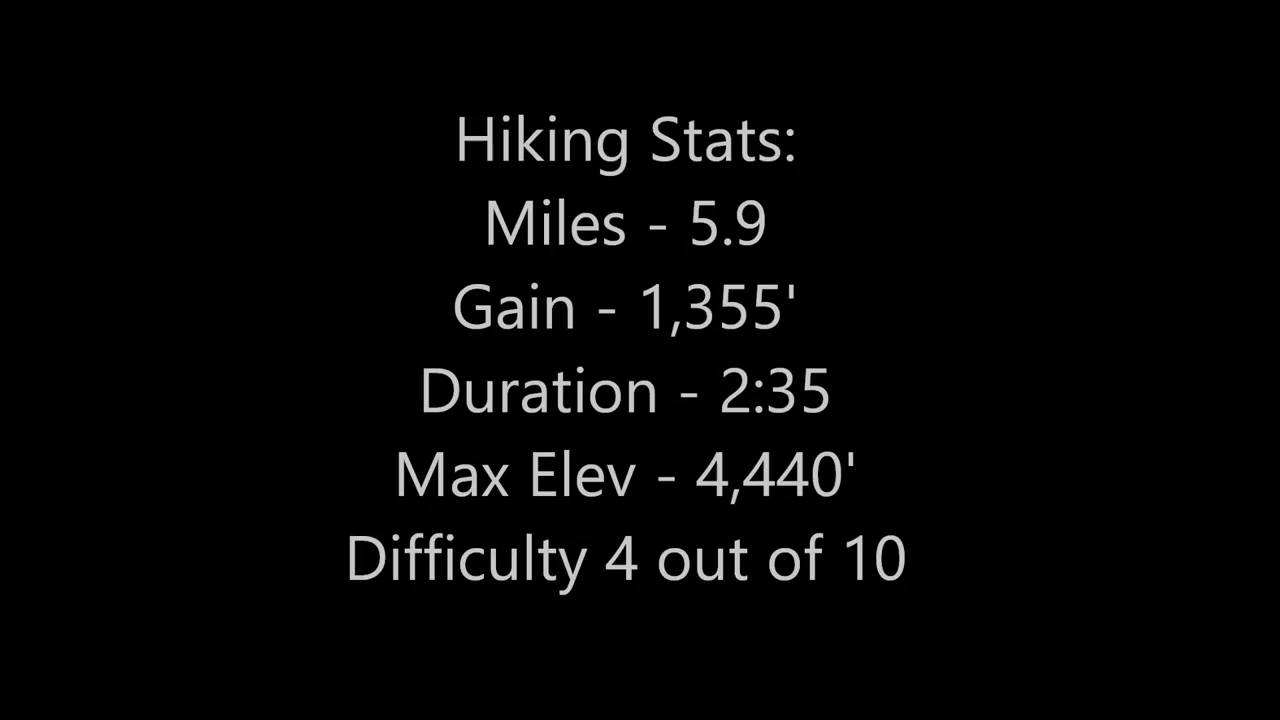 Hiking Stats:
Miles - 5.9
Gain - 1,355'
Duration - 2:35
Max Elev - 4,440'
Difficulty 4 out of 10